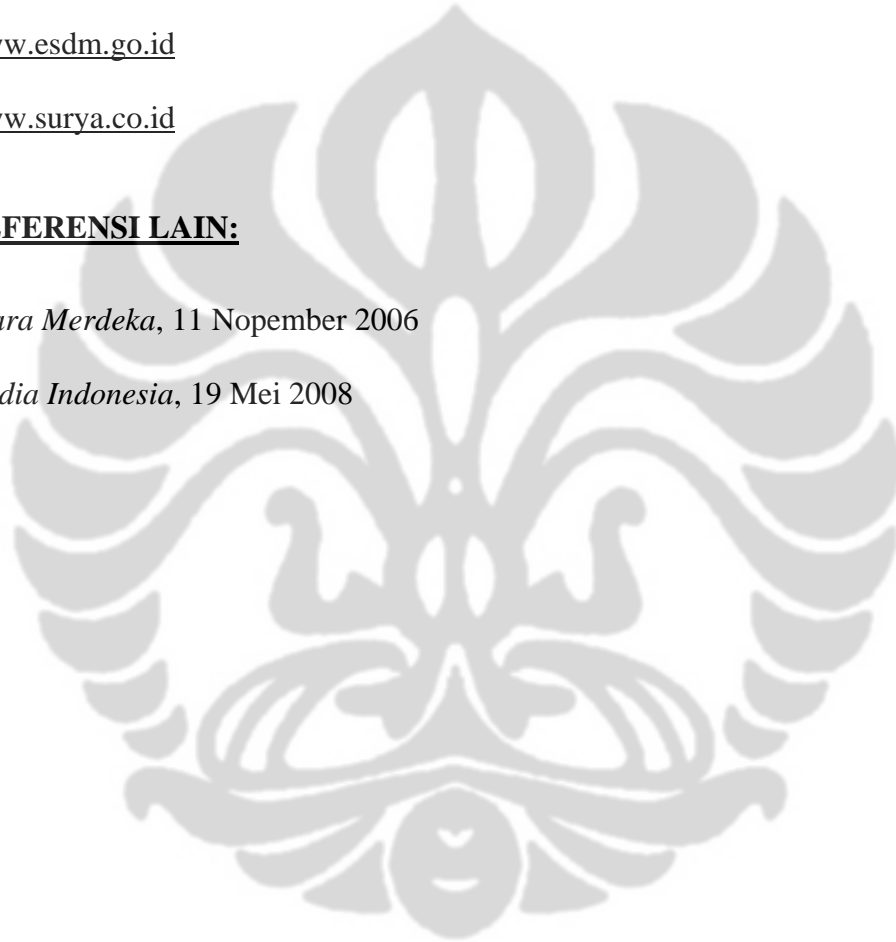 w.esdm.go.id
w.surya.co.id
FERENSI LAIN:
ara Merdeka, 11 Nopember 2006
dia Indonesia, 19 Mei 2008